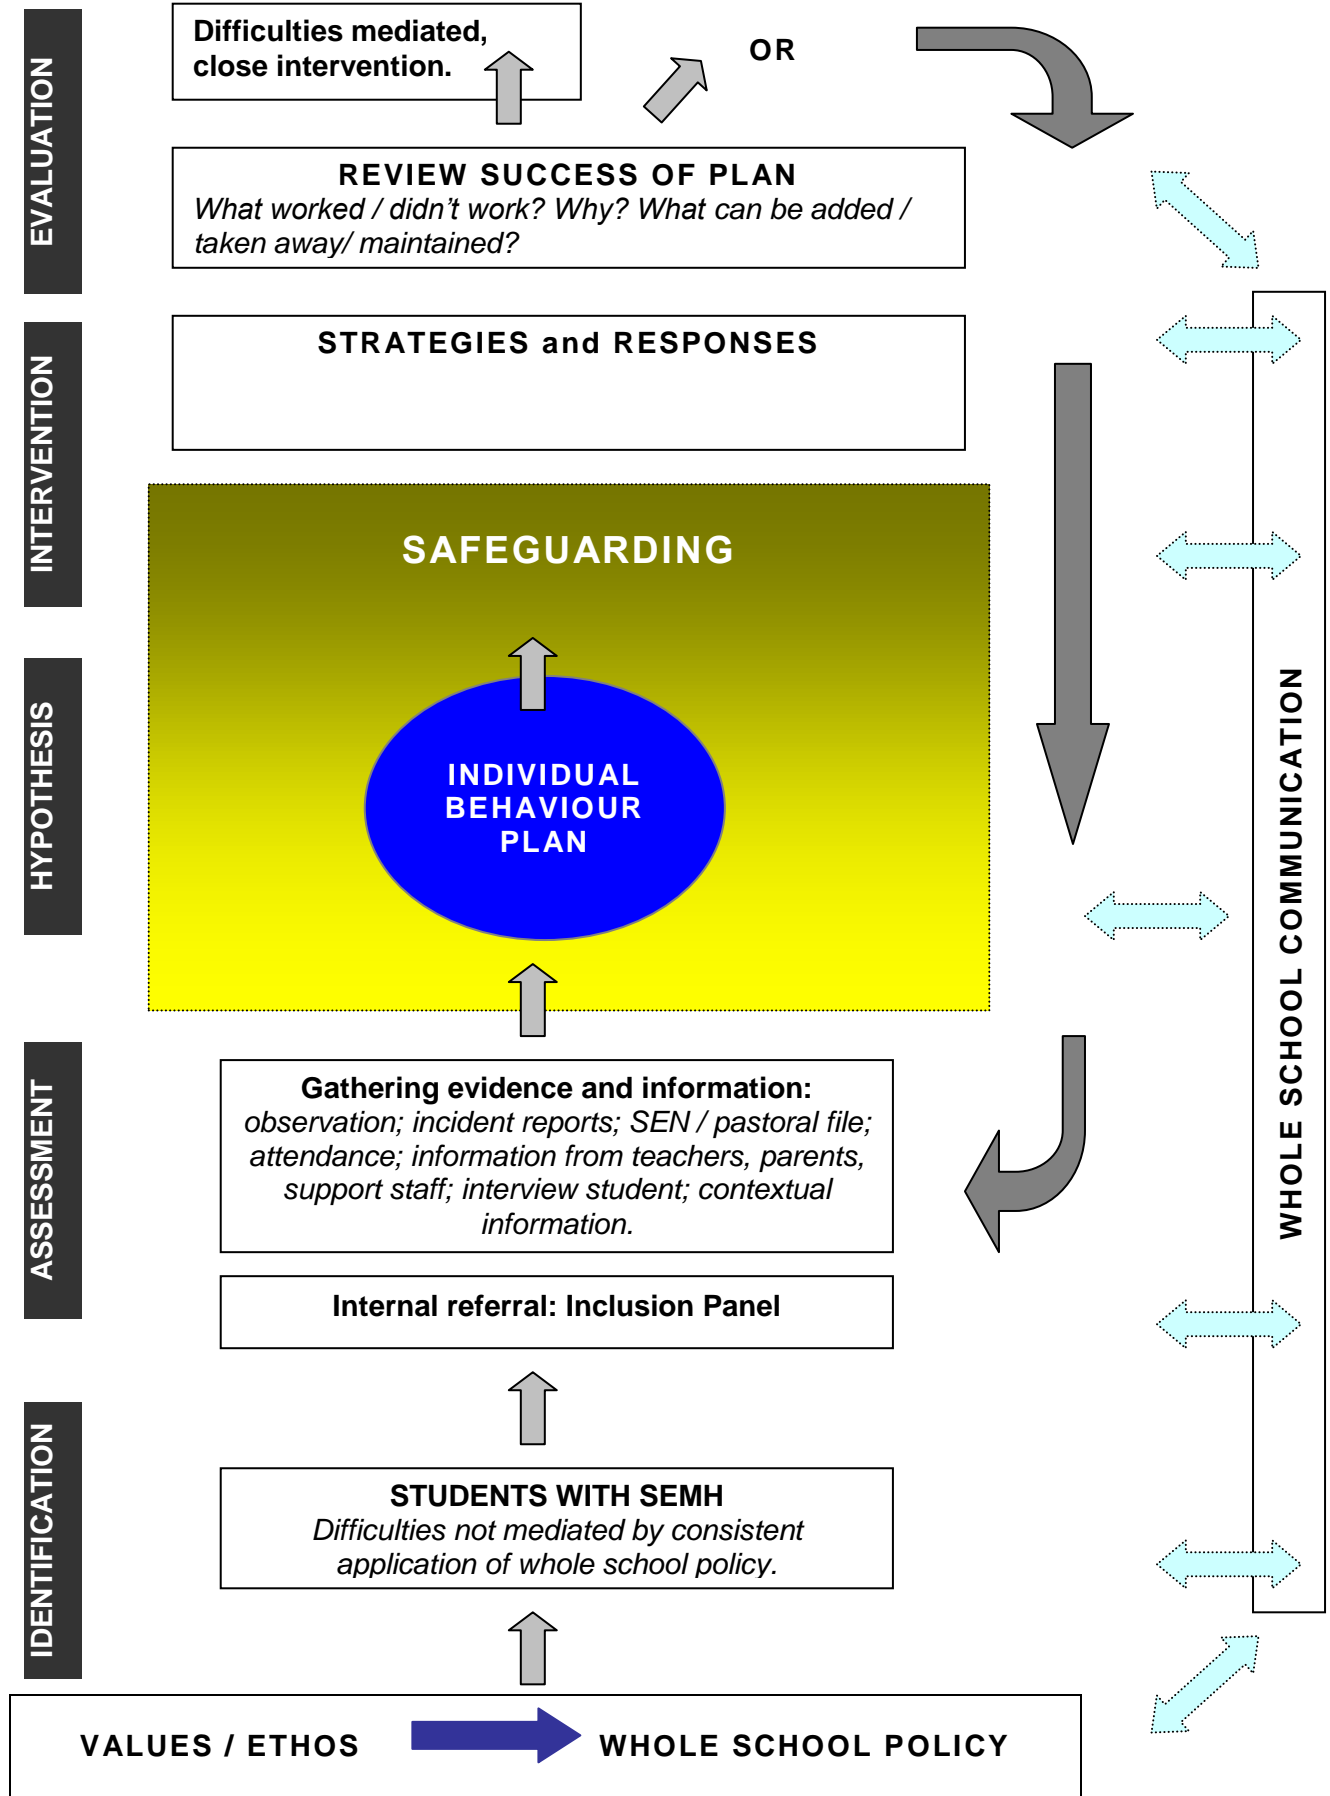 EVALUATION
Difficulties mediated,
close intervention.
OR
REVIEW SUCCESS OF PLAN
What worked / didn’t work? Why? What can be added /
taken away/ maintained?
INTERVENTION
STRATEGIES and RESPONSES
SAFEGUARDING
HYPOTHESIS
INDIVIDUAL
BEHAVIOUR
PLAN
WHOLE SCHOOL COMMUNICATION
ASSESSMENT
Gathering evidence and information:
observation; incident reports; SEN / pastoral file;
attendance; information from teachers, parents,
support staff; interview student; contextual
information.
Internal referral: Inclusion Panel
IDENTIFICATION
STUDENTS WITH SEMH
Difficulties not mediated by consistent
application of whole school policy.
VALUES / ETHOS
WHOLE SCHOOL POLICY